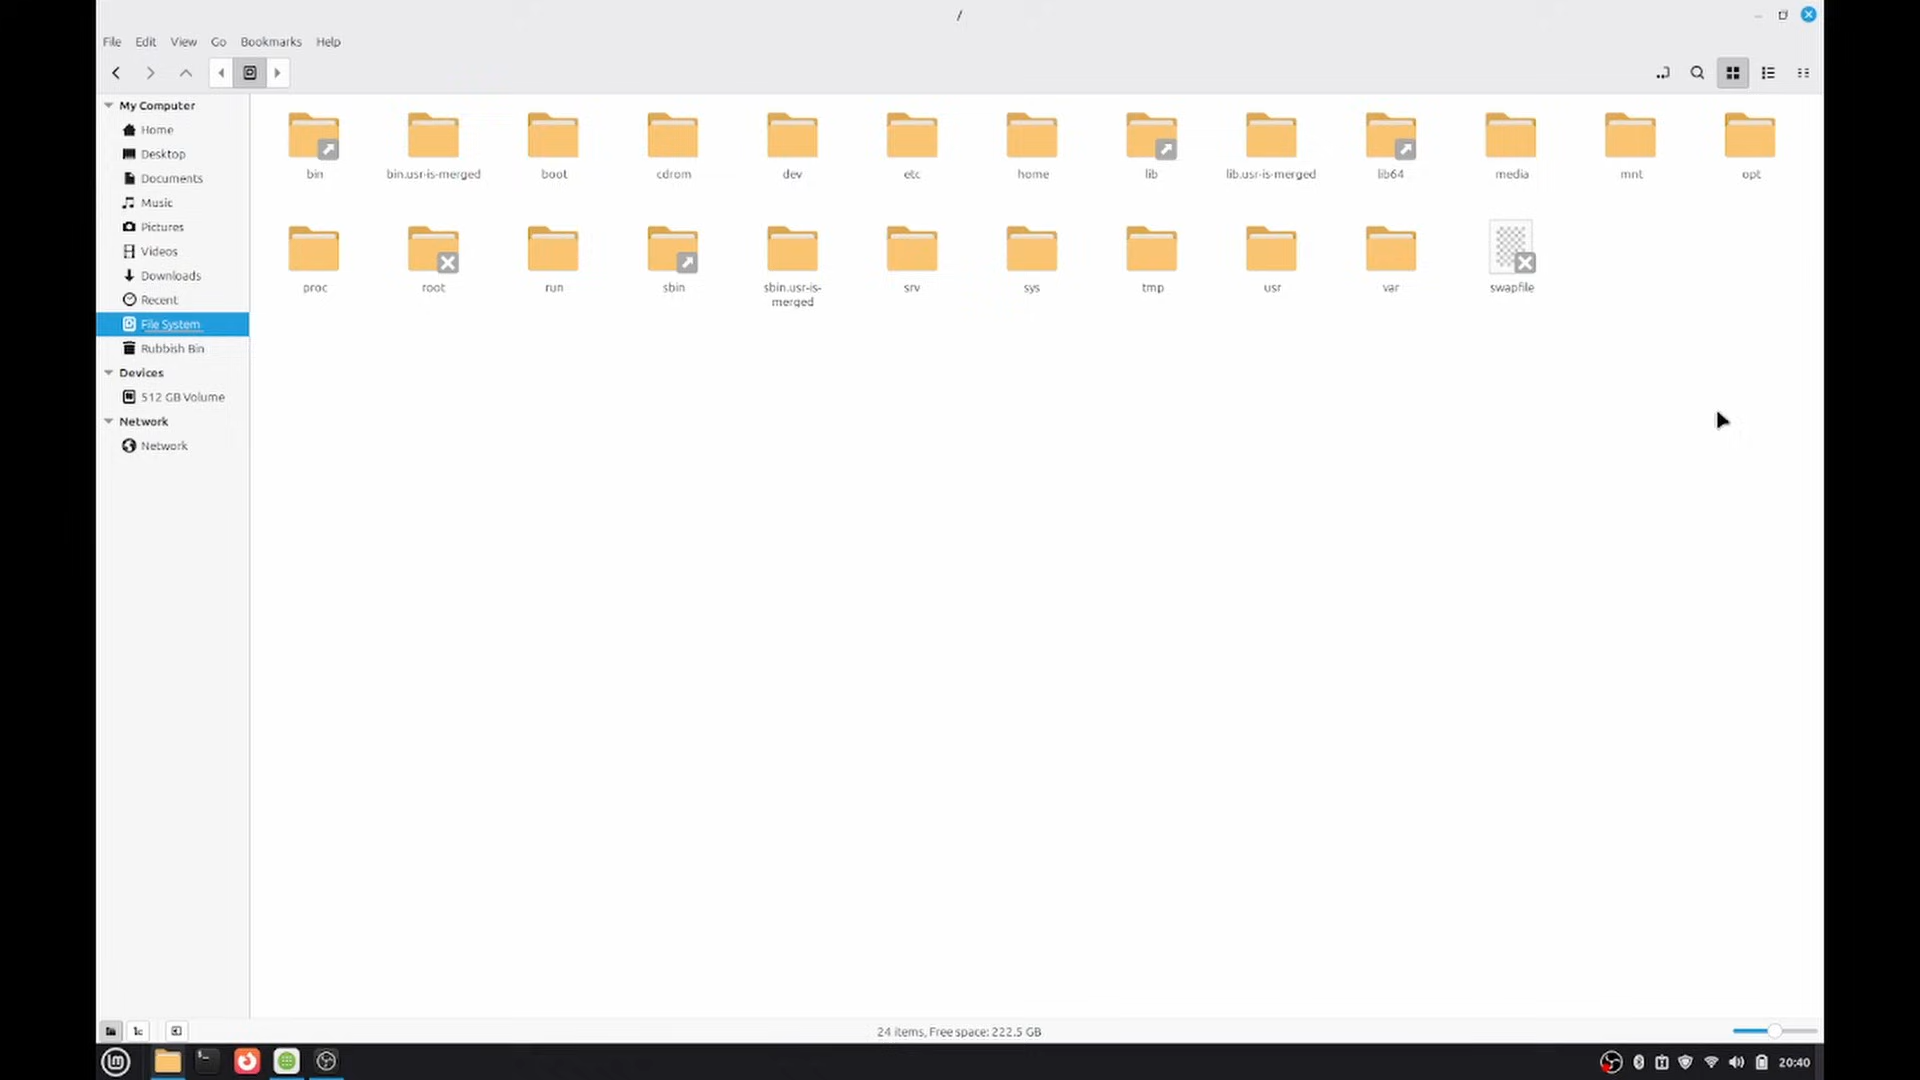 /
File Edit View Go Bookmarks Help
My Computer
Home
Desktop
Documents
Music
Pictures
Videos
Downloads
Recent
File System
Rubbish Bin
Devices
512 GB Volume
Network
Network
bin bin.usr-is-merged boot cdrom dev etc home lib lib.usr-is-merged lib64 media mnt opt
proc root run sbin sbin.usr-is- srv sys tmp usr var swapfile
merged
24 items, Free space: 222.5 GB
20:40